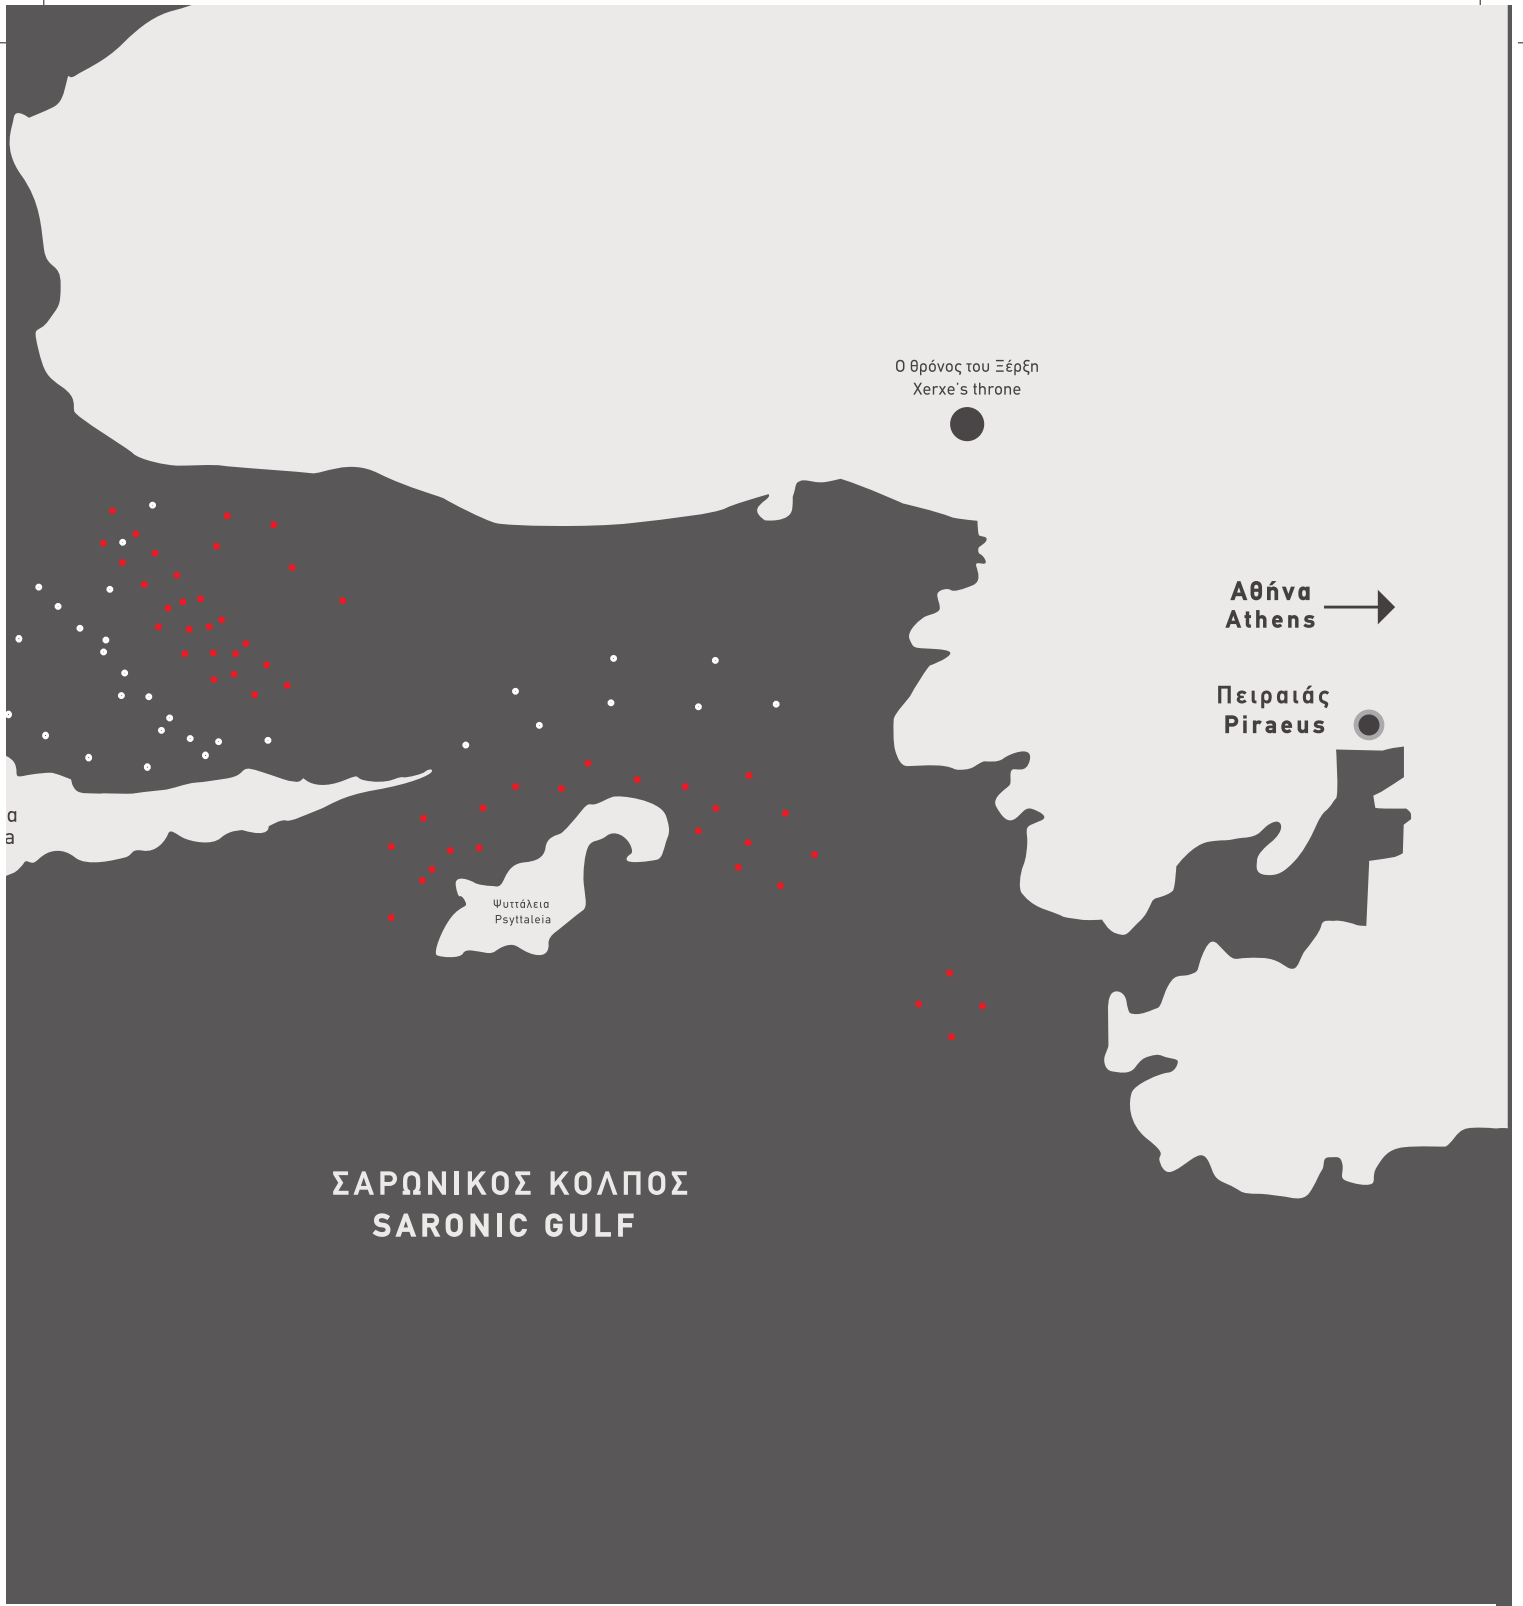 Ο θρόνος του Ξέρξη
Xerxe's throne
Αθήνα
Athens
Πειραιάς
Piraeus
α
a
Ψυττάλεια
Psyttaleia
ΣΑΡΩΝΙΚΟΣ ΚΟΛΠΟΣ
SARONIC GULF